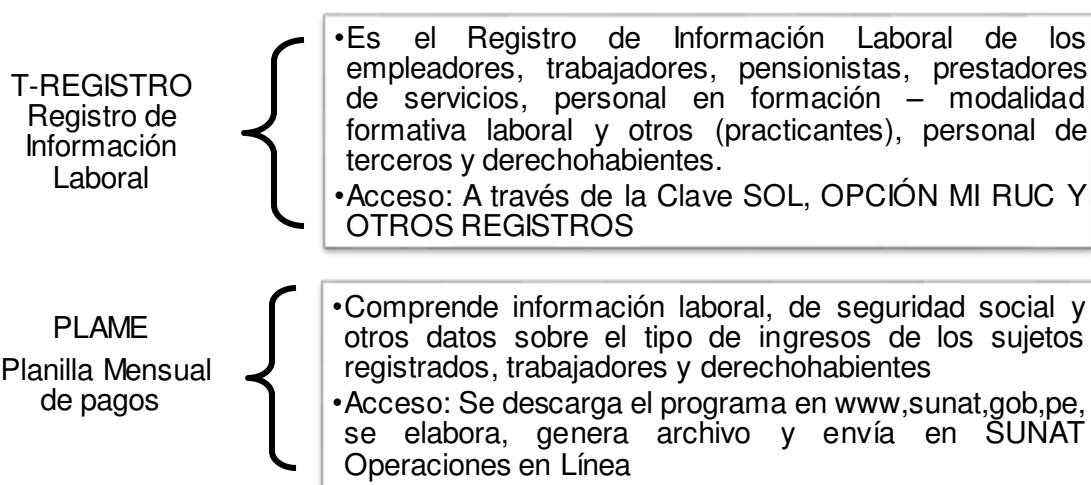 T-REGISTRO
Registro de
Información
Laboral
•Es el Registro de Información Laboral de los
empleadores, trabajadores, pensionistas, prestadores
de servicios, personal en formación – modalidad
formativa laboral y otros (practicantes), personal de
terceros y derechohabientes.
•Acceso: A través de la Clave SOL, OPCIÓN MI RUC Y
OTROS REGISTROS
PLAME
Planilla Mensual
de pagos
•Comprende información laboral, de seguridad social y
otros datos sobre el tipo de ingresos de los sujetos
registrados, trabajadores y derechohabientes
•Acceso: Se descarga el programa en www,sunat,gob,pe,
se elabora, genera archivo y envía en SUNAT
Operaciones en Línea